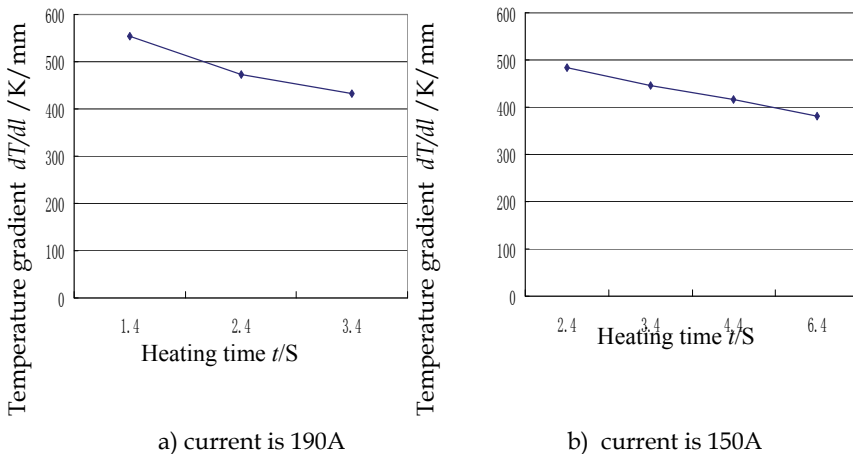 Temperature gradient dT/dl / K/mm
600
500
400
300
200
100
0
1.4 2.4 3.4
Heating time t/S
a) current is 190A
Temperature gradient dT/dl / K/mm
600
500
400
300
200
100
0
2.4 3.4 4.4 6.4
Heating time t/S
b) current is 150A